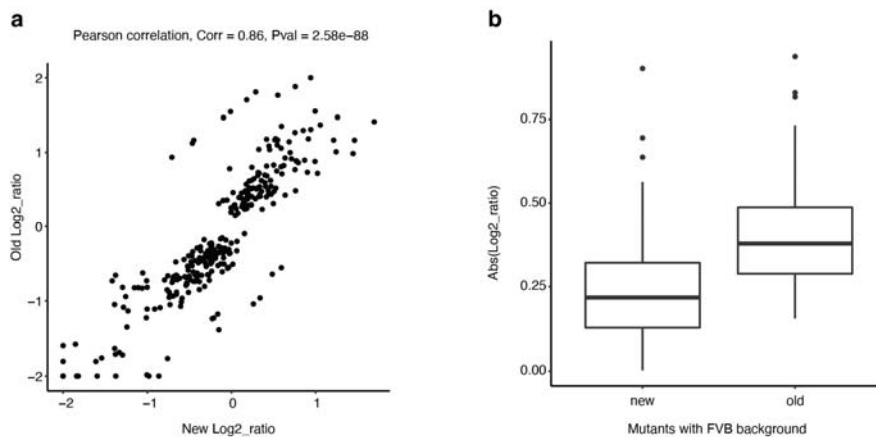 a
Pearson correlation, Corr = 0.86, Pval = 2.58e−88
Old Log2_ratio
2
1
0
−1
−2
−2 −1 0 1
New Log2_ratio
b
Abs(Log2_ratio)
0.75
0.50
0.25
0.00
new old
Mutants with FVB background